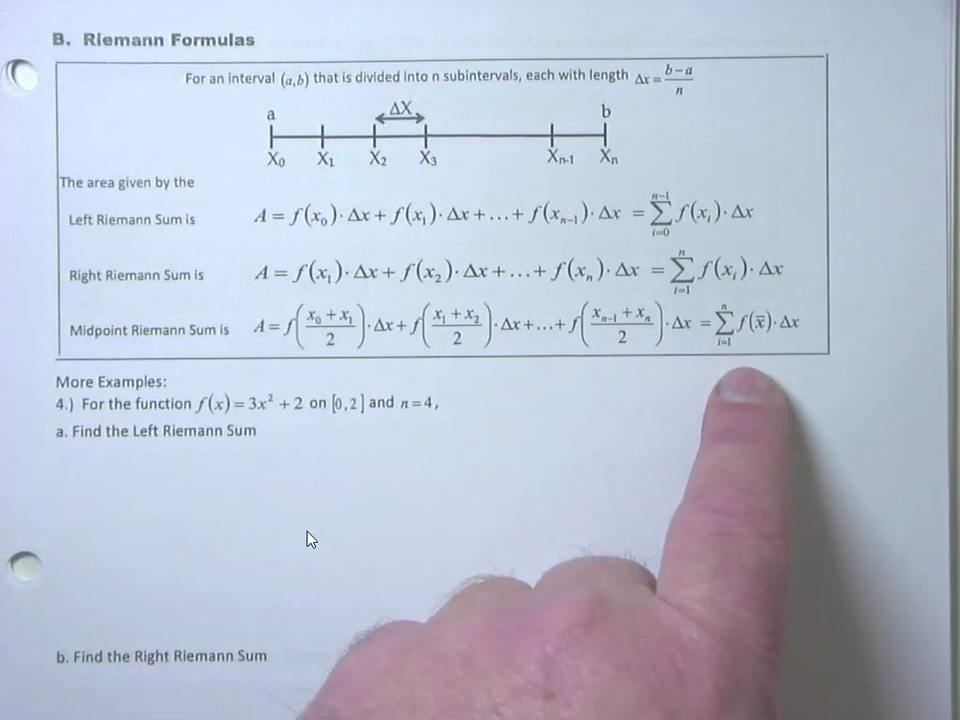 B. Riemann Formulas
For an interval (a,b) that is divided into n subintervals, each with length Δx = (b−a)/n
a ΔX b
X₀ X₁ X₂ X₃ Xₙ₋₁ Xₙ
The area given by the
Left Riemann Sum is A = f(x₀)·Δx + f(x₁)·Δx + ... + f(xₙ₋₁)·Δx = ∑_{i=0}^{n−1} f(xᵢ)·Δx
Right Riemann Sum is A = f(x₁)·Δx + f(x₂)·Δx + ... + f(xₙ)·Δx = ∑_{i=1}^{n} f(xᵢ)·Δx
Midpoint Riemann Sum is A = f((x₀ + x₁)/2)·Δx + f((x₁ + x₂)/2)·Δx + ... + f((xₙ₋₁ + xₙ)/2)·Δx = ∑_{i=1}^{n} f(x̄)·Δx
More Examples:
4.) For the function f(x) = 3x² + 2 on [0,2] and n = 4,
a. Find the Left Riemann Sum
b. Find the Right Riemann Sum